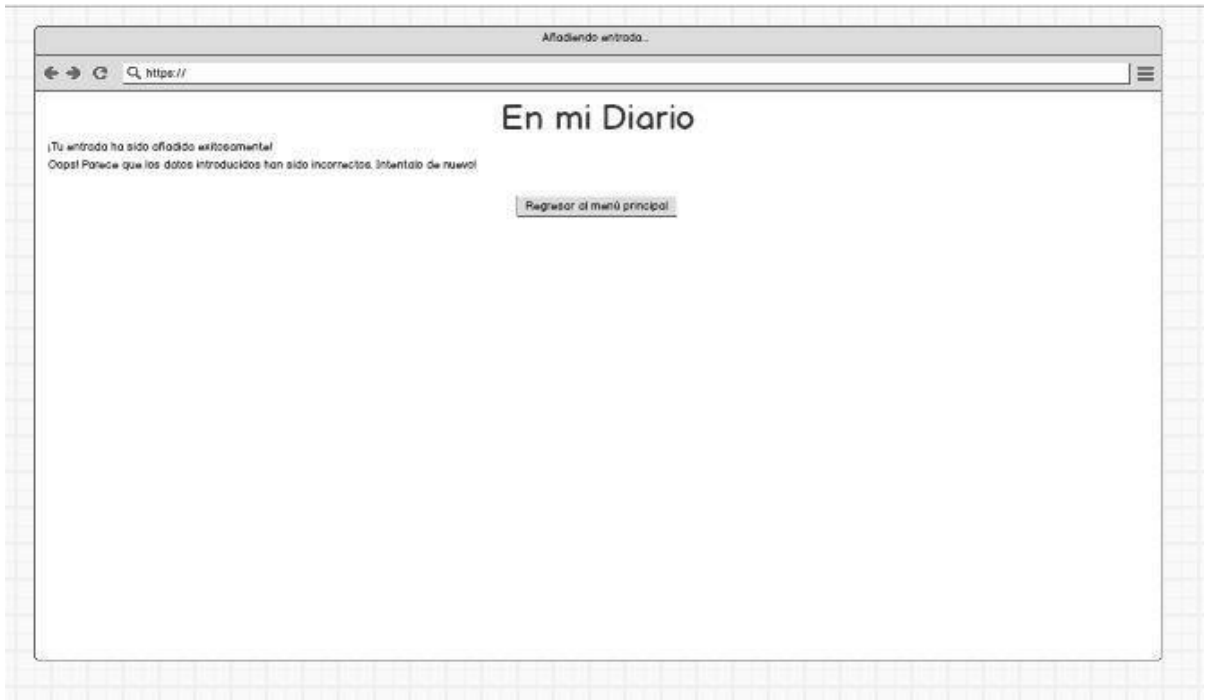 Añadiendo entrada...
https://
En mi Diario
¡Tu entrada ha sido añadida exitosamente!
Oops! Parece que los datos introducidos han sido incorrectos. Intentalo de nuevo!
Regresar al menú principal